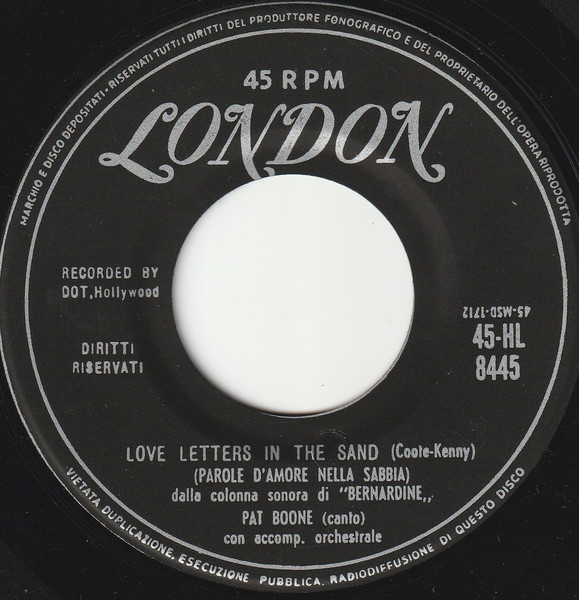 MARCHIO E DISCO DEPOSITATI • RISERVATI TUTTI I DIRITTI DEL PRODUTTORE FONOGRAFICO E DEL PROPRIETARIO DELL'OPERA RIPRODOTTA
45 RPM
LONDON
RECORDED BY
DOT, Hollywood
DIRITTI
RISERVATI
45-MSD-1712
45-HL
8445
LOVE LETTERS IN THE SAND (Coote-Kenny)
(PAROLE D'AMORE NELLA SABBIA)
dalla colonna sonora di "BERNARDINE,,
PAT BOONE (canto)
con accomp. orchestrale
VIETATA DUPLICAZIONE, ESECUZIONE PUBBLICA, RADIODIFFUSIONE DI QUESTO DISCO